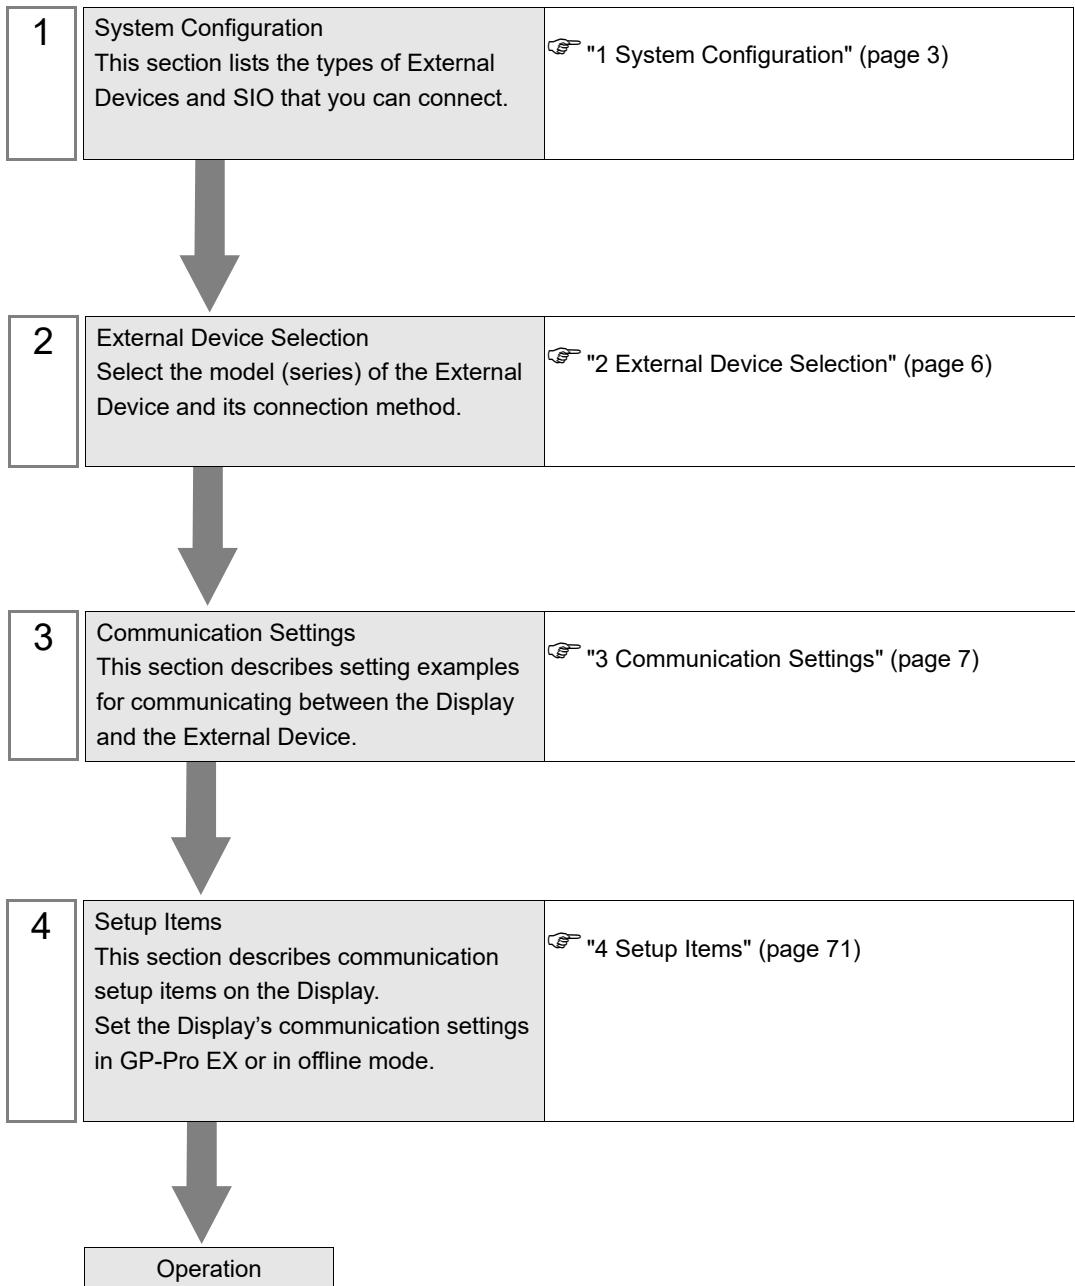 1
System Configuration
This section lists the types of External
Devices and SIO that you can connect.
"1 System Configuration" (page 3)
2
External Device Selection
Select the model (series) of the External
Device and its connection method.
"2 External Device Selection" (page 6)
3
Communication Settings
This section describes setting examples
for communicating between the Display
and the External Device.
"3 Communication Settings" (page 7)
4
Setup Items
This section describes communication
setup items on the Display.
Set the Display’s communication settings
in GP-Pro EX or in offline mode.
"4 Setup Items" (page 71)
Operation